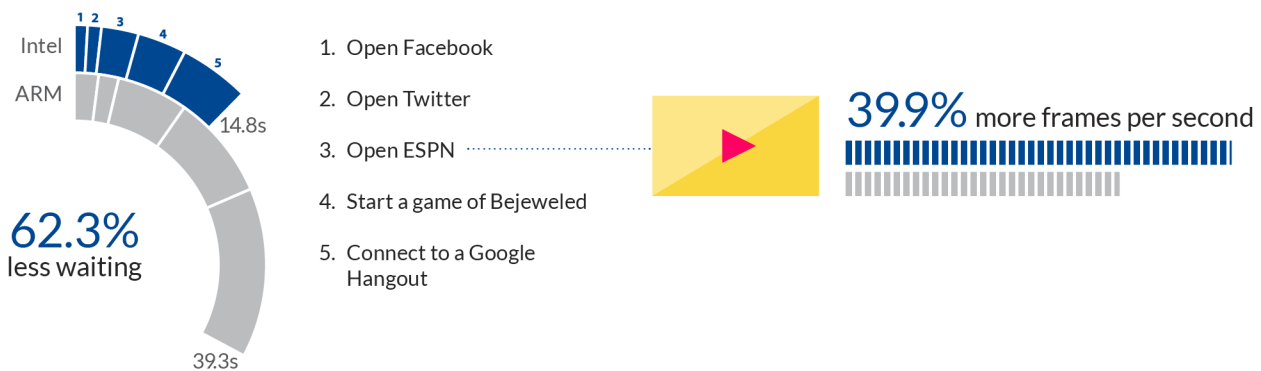 1 2 3 4 5
Intel
ARM
14.8s
39.3s
62.3%
less waiting
1. Open Facebook
2. Open Twitter
3. Open ESPN
4. Start a game of Bejeweled
5. Connect to a Google
Hangout
39.9% more frames per second